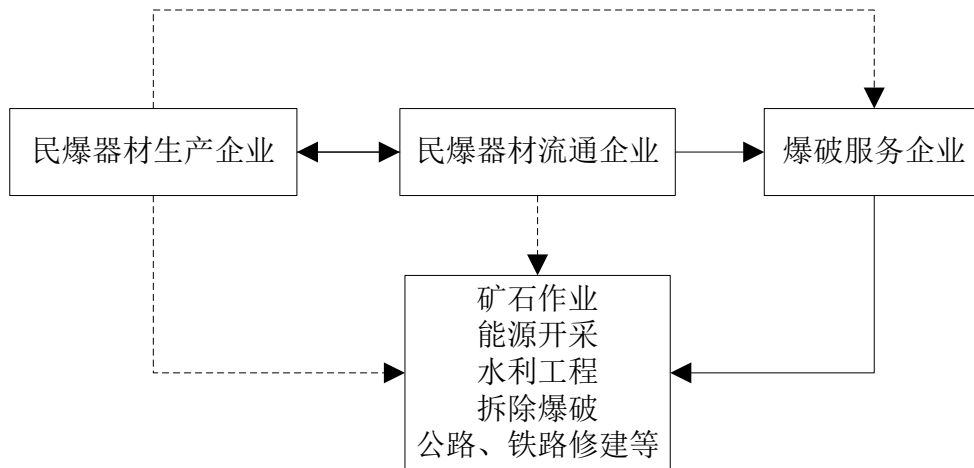 民爆器材生产企业
民爆器材流通企业
爆破服务企业
矿石作业
能源开采
水利工程
拆除爆破
公路、铁路修建等